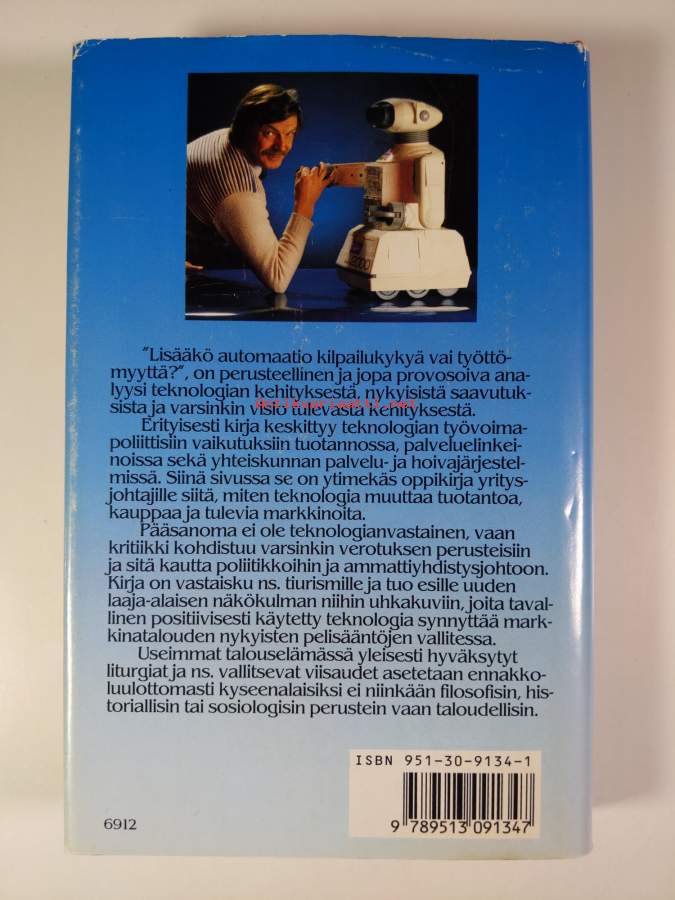 2000
"Lisääkö automaatio kilpailukykyä vai työttö-
myyttä?", on perusteellinen ja jopa provosoiva ana-
lyysi teknologian kehityksestä, nykyisistä saavutuk-
sista ja varsinkin visio tulevasta kehityksestä.
antikvariaatti.net
Erityisesti kirja keskittyy teknologian työvoima-
poliittisiin vaikutuksiin tuotannossa, palveluelinkei-
noissa sekä yhteiskunnan palvelu- ja hoivajärjestel-
missä. Siinä sivussa se on ytimekäs oppikirja yritys-
johtajille siitä, miten teknologia muuttaa tuotantoa,
kauppaa ja tulevia markkinoita.
Pääsanoma ei ole teknologianvastainen, vaan
kritiikki kohdistuu varsinkin verotuksen perusteisiin
ja sitä kautta poliitikkoihin ja ammattiyhdistysjohtoon.
Kirja on vastaisku ns. tiurismille ja tuo esille uuden
laaja-alaisen näkökulman niihin uhkakuviin, joita taval-
linen positiivisesti käytetty teknologia synnyttää mark-
kinatalouden nykyisten pelisääntöjen vallitessa.
Useimmat talouselämässä yleisesti hyväksytyt
liturgiat ja ns. vallitsevat viisaudet asetetaan ennakko-
luulottomasti kyseenalaisiksi ei niinkään filosofisin, his-
toriallisin tai sosiologisin perustein vaan taloudellisin.
ISBN 951-30-9134-1
9 789513 091347
6912